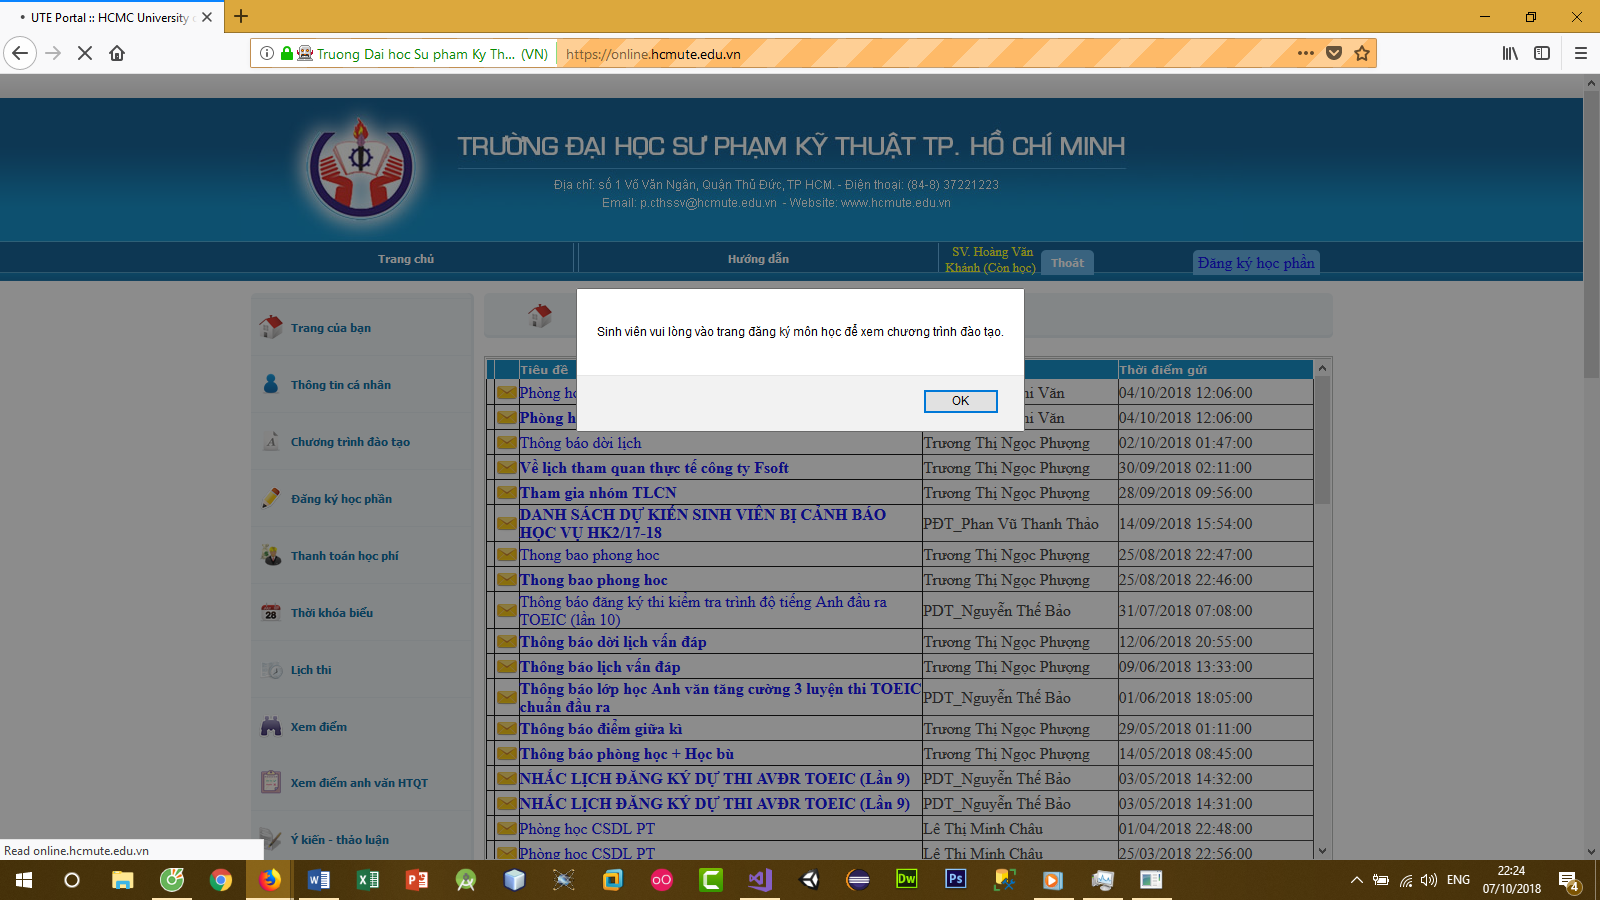 UTE Portal :: HCMC University
Truong Dai hoc Su pham Ky Th... (VN)
https://online.hcmute.edu.vn
TRƯỜNG ĐẠI HỌC SƯ PHẠM KỸ THUẬT TP. HỒ CHÍ MINH
Địa chỉ: số 1 Võ Văn Ngân, Quận Thủ Đức, TP HCM. - Điện thoại: (84-8) 37221223
Email: p.cthssv@hcmute.edu.vn - Website: www.hcmute.edu.vn
Trang chủ
Hướng dẫn
SV. Hoàng Văn
Khánh (Còn học)
Thoát
Đăng ký học phần
Sinh viên vui lòng vào trang đăng ký môn học để xem chương trình đào tạo.
OK
Trang của bạn
Thông tin cá nhân
Chương trình đào tạo
Đăng ký học phần
Thanh toán học phí
Thời khóa biểu
28
Lịch thi
Xem điểm
Xem điểm anh văn HTQT
Ý kiến - thảo luận
Tiêu đề Thời điểm gửi
Phòng Văn 04/10/2018 12:06:00
Phòng Văn 04/10/2018 12:06:00
Thông báo dời lịch Trương Thị Ngọc Phượng 02/10/2018 01:47:00
Về lịch tham quan thực tế công ty Fsoft Trương Thị Ngọc Phượng 30/09/2018 02:11:00
Tham gia nhóm TLCN Trương Thị Ngọc Phượng 28/09/2018 09:56:00
DANH SÁCH DỰ KIẾN SINH VIÊN BỊ CẢNH BÁO
HỌC VỤ HK2/17-18 PĐT_Phan Vũ Thanh Thảo 14/09/2018 15:54:00
Thong bao phong hoc Trương Thị Ngọc Phượng 25/08/2018 22:47:00
Thong bao phong hoc Trương Thị Ngọc Phượng 25/08/2018 22:46:00
Thông báo đăng ký thi kiểm tra trình độ tiếng Anh đầu ra
TOEIC (lần 10) PDT_Nguyễn Thế Bảo 31/07/2018 07:08:00
Thông báo dời lịch vấn đáp Trương Thị Ngọc Phượng 12/06/2018 20:55:00
Thông báo lịch vấn đáp Trương Thị Ngọc Phượng 09/06/2018 13:33:00
Thông báo lớp học Anh văn tăng cường 3 luyện thi TOEIC
chuẩn đầu ra PDT_Nguyễn Thế Bảo 01/06/2018 18:05:00
Thông báo điểm giữa kì Trương Thị Ngọc Phượng 29/05/2018 01:11:00
Thông báo phòng học + Học bù Trương Thị Ngọc Phượng 14/05/2018 08:45:00
NHẮC LỊCH ĐĂNG KÝ DỰ THI AVĐR TOEIC (Lần 9) PDT_Nguyễn Thế Bảo 03/05/2018 14:32:00
NHẮC LỊCH ĐĂNG KÝ DỰ THI AVĐR TOEIC (Lần 9) PDT_Nguyễn Thế Bảo 03/05/2018 14:31:00
Phòng học CSDL PT Lê Thị Minh Châu 01/04/2018 22:48:00
Phòng học CSDL PT Lê Thị Minh Châu 25/03/2018 22:56:00
Read online.hcmute.edu.vn
Dw
Ps
ENG
22:24
07/10/2018
4